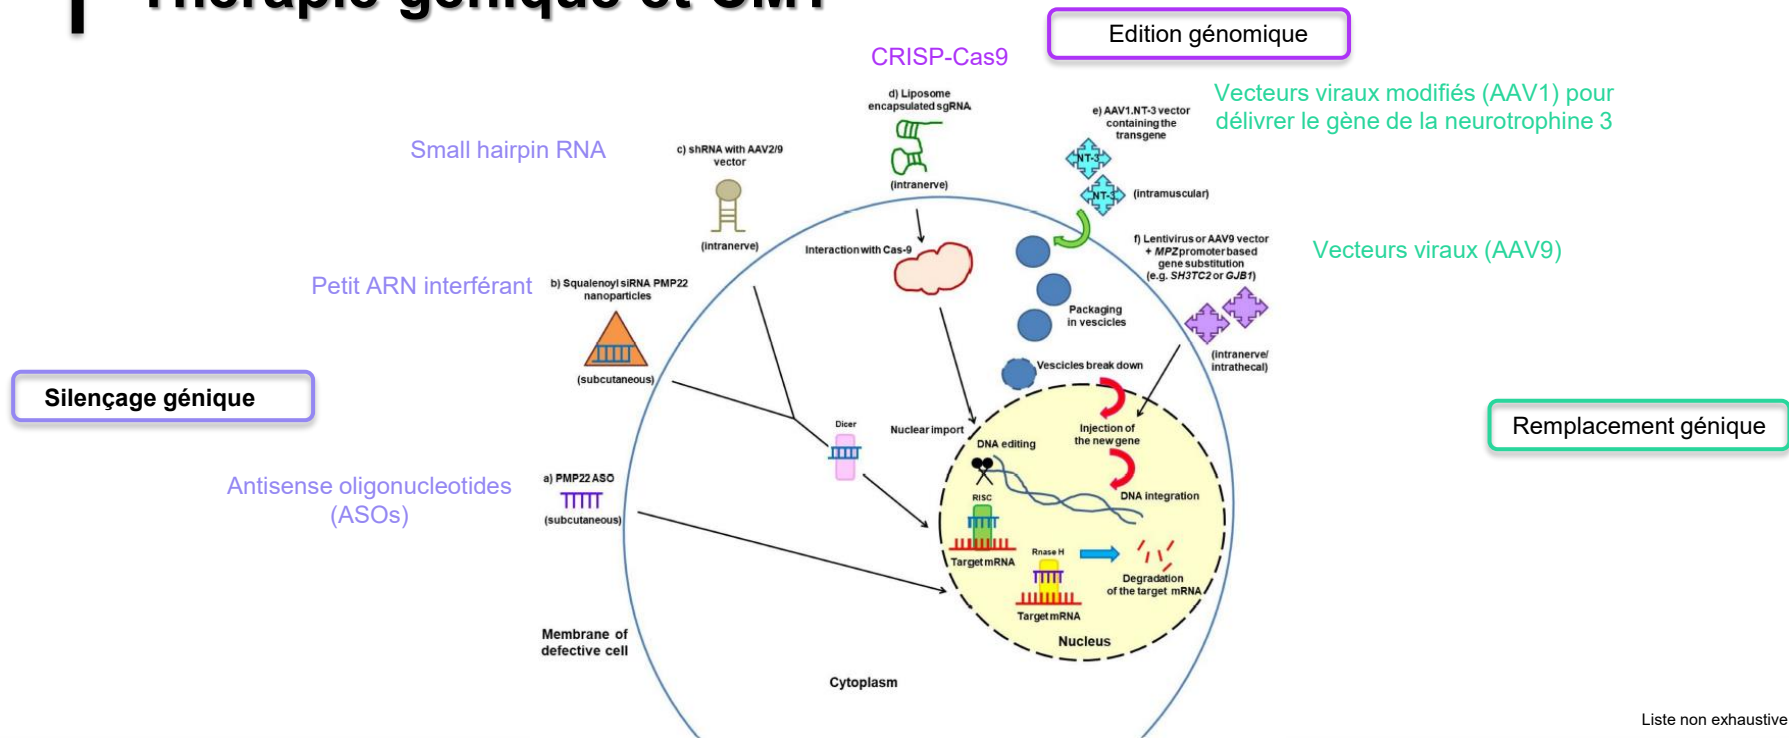 Thérapie génique et CMT
Edition génomique
CRISP-Cas9
d) Liposome
encapsulated sgRNA
(intranerve)
Vecteurs viraux modifiés (AAV1) pour
délivrer le gène de la neurotrophine 3
e) AAV1.NT-3 vector
containing the
transgene
NT-3
NT-3
(intramuscular)
Small hairpin RNA
c) shRNA with AAV2/9
vector
(intranerve)
Interaction with Cas-9
f) Lentivirus or AAV9 vector
+ MPZ promoter based
gene substitution
(e.g. SH3TC2 or GJB1)
(intranerve/
intrathecal)
Vecteurs viraux (AAV9)
Petit ARN interférant
b) Squalenoyl siRNA PMP22
nanoparticles
(subcutaneous)
Packaging
in vescicles
Vescicles break down
Silençage génique
Remplacement génique
Dicer
Nuclear import
DNA editing
Injection of
the new gene
DNA integration
Antisense oligonucleotides
(ASOs)
a) PMP22 ASO
(subcutaneous)
RISC
Target mRNA
Rnase H
Target mRNA
Degradation
of the target mRNA
Nucleus
Membrane of
defective cell
Cytoplasm
Liste non exhaustive